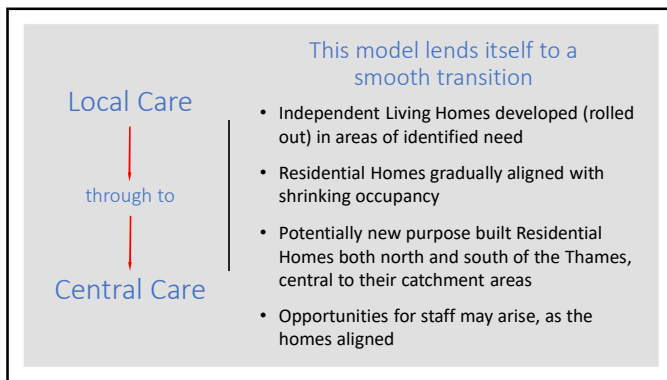 Local Care
through to
Central Care
This model lends itself to a
smooth transition
• Independent Living Homes developed (rolled
out) in areas of identified need
• Residential Homes gradually aligned with
shrinking occupancy
• Potentially new purpose built Residential
Homes both north and south of the Thames,
central to their catchment areas
• Opportunities for staff may arise, as the
homes aligned